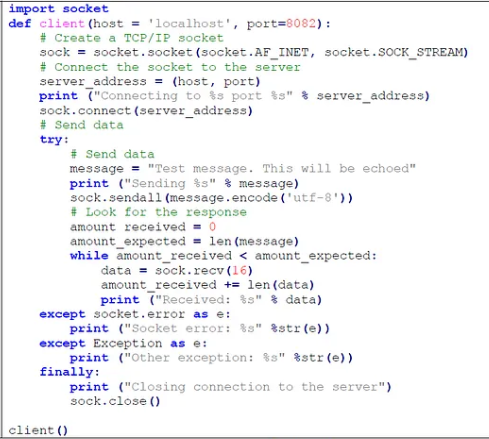 import socket
def client(host = 'localhost', port=8082):
    # Create a TCP/IP socket
    sock = socket.socket(socket.AF_INET, socket.SOCK_STREAM)
    # Connect the socket to the server
    server_address = (host, port)
    print ("Connecting to %s port %s" % server_address)
    sock.connect(server_address)
    # Send data
    try:
        # Send data
        message = "Test message. This will be echoed"
        print ("Sending %s" % message)
        sock.sendall(message.encode('utf-8'))
        # Look for the response
        amount_received = 0
        amount_expected = len(message)
        while amount_received < amount_expected:
            data = sock.recv(16)
            amount_received += len(data)
            print ("Received: %s" % data)
    except socket.error as e:
        print ("Socket error: %s" %str(e))
    except Exception as e:
        print ("Other exception: %s" %str(e))
    finally:
        print ("Closing connection to the server")
        sock.close()
client()